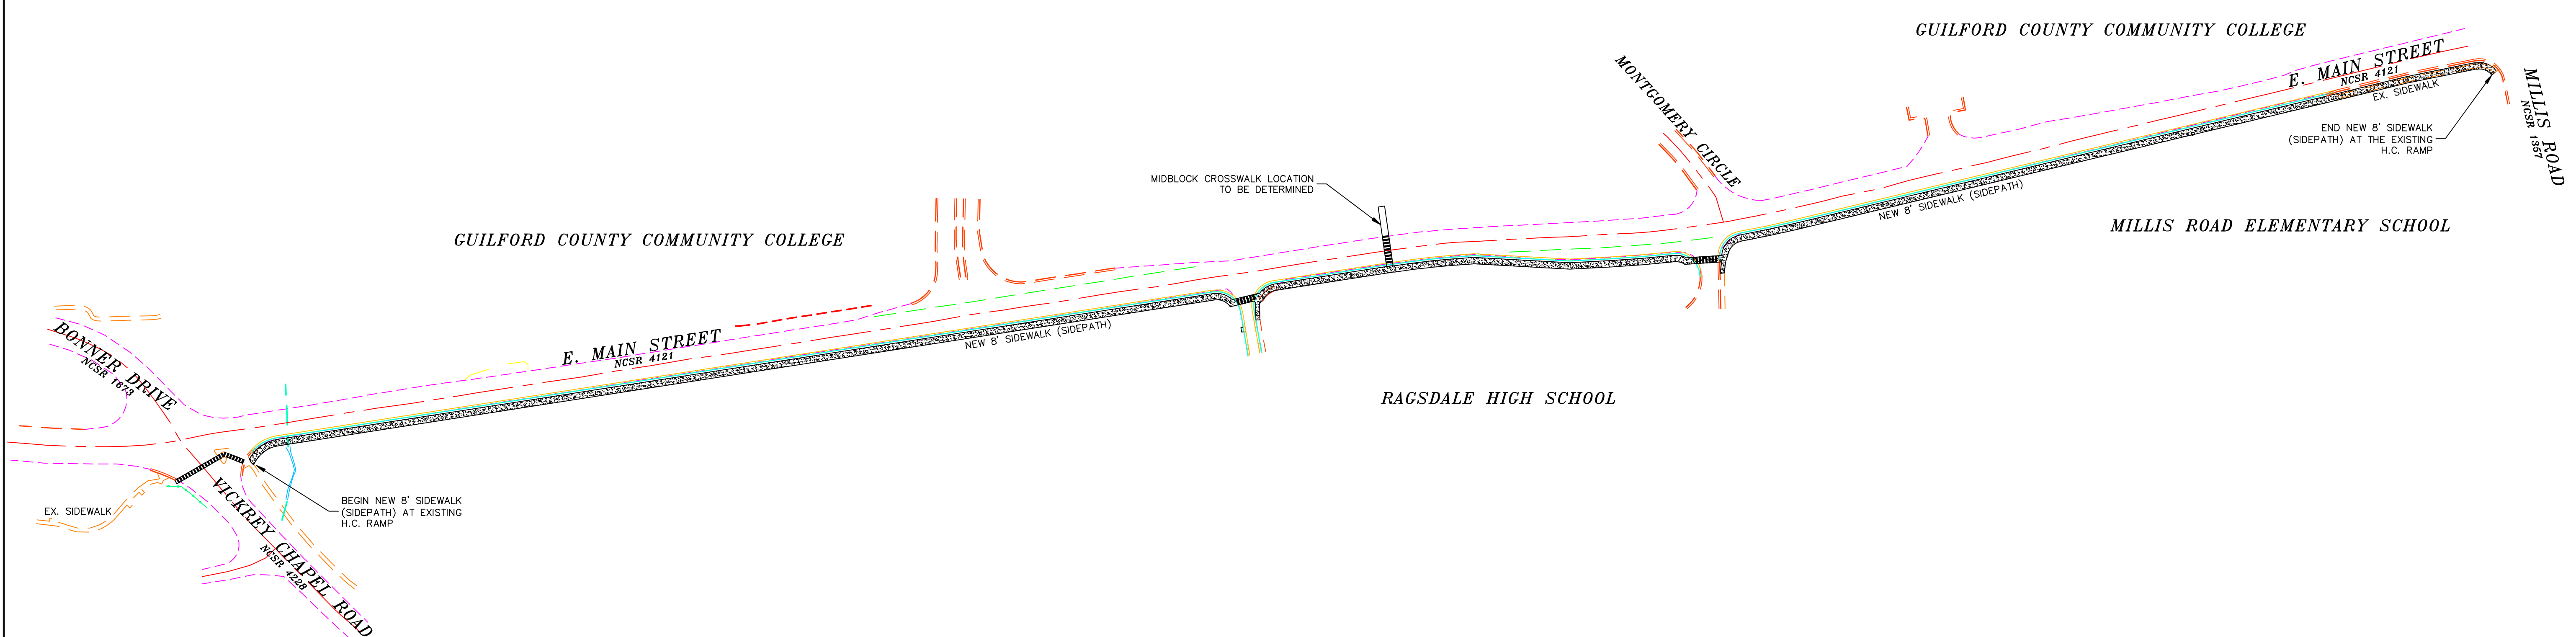 GUILFORD COUNTY COMMUNITY COLLEGE
E. MAIN STREET
NCSR 4121
EX. SIDEWALK
MILLIS ROAD
NCSR 1357
MONTGOMERY CIRCLE
END NEW 8' SIDEWALK
(SIDEPATH) AT THE EXISTING
H.C. RAMP
MIDBLOCK CROSSWALK LOCATION
TO BE DETERMINED
NEW 8' SIDEWALK (SIDEPATH)
MILLIS ROAD ELEMENTARY SCHOOL
GUILFORD COUNTY COMMUNITY COLLEGE
E. MAIN STREET
NCSR 4121
NEW 8' SIDEWALK (SIDEPATH)
BONNER DRIVE
NCSR 1673
RAGSDALE HIGH SCHOOL
BEGIN NEW 8' SIDEWALK
(SIDEPATH) AT EXISTING
H.C. RAMP
EX. SIDEWALK
VICKREY CHAPEL ROAD
NCSR 4228